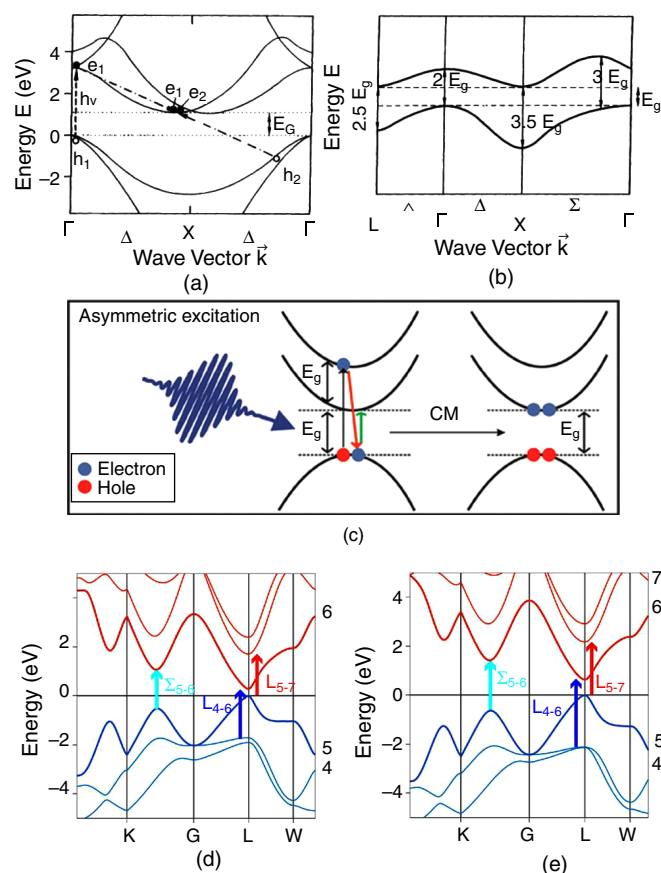 4
2
0
−2
Energy E (eV)
e1
hν
h1
e1
e2
EG
h2
Γ
Δ
X
Δ
Γ
Wave Vector k⃗
(a)
Energy E
2.5 Eg
2 Eg
3.5 Eg
3 Eg
Eg
L
Λ
Γ
Δ
X
Σ
Γ
Wave Vector k⃗
(b)
Asymmetric excitation
Eg
Eg
CM
Eg
Electron
Hole
(c)
Energy (eV)
2
0
−2
−4
Σ5-6
L4-6
L5-7
6
5
4
K
G
L
W
(d)
Energy (eV)
4
2
0
−2
−4
Σ5-6
L4-6
L5-7
7
6
5
4
K
G
L
W
(e)